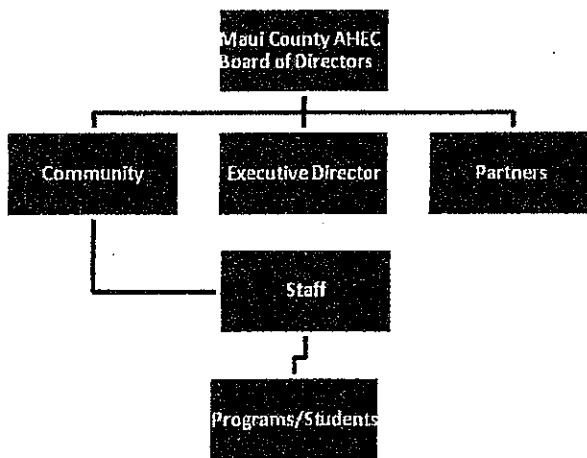 Maui County AHEC
Board of Directors
Community
Executive Director
Partners
Staff
Programs/Students